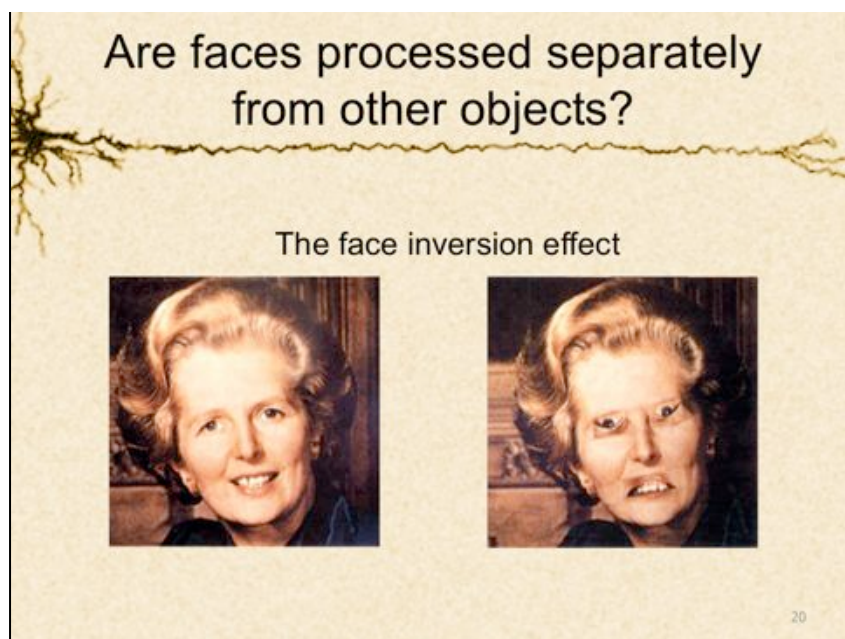 Are faces processed separately
from other objects?
The face inversion effect
20